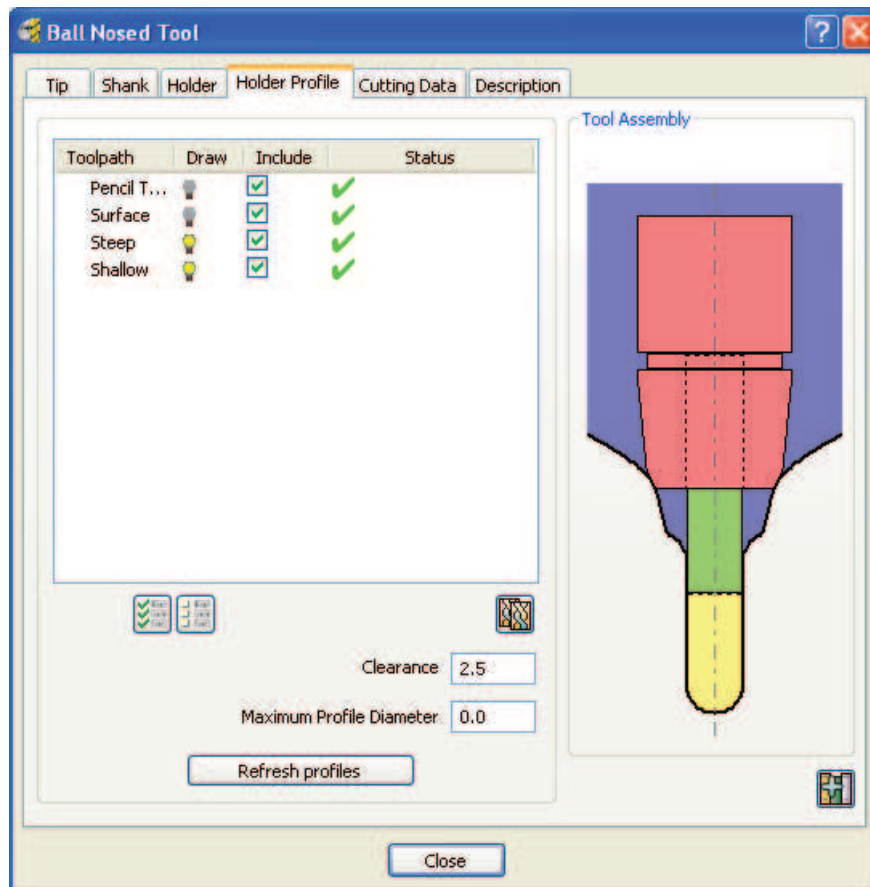 Ball Nosed Tool
Tip Shank Holder Holder Profile Cutting Data Description
Tool Assembly
Toolpath Draw Include Status
Pencil T...
Surface
Steep
Shallow
Clearance 2.5
Maximum Profile Diameter 0.0
Refresh profiles
Close